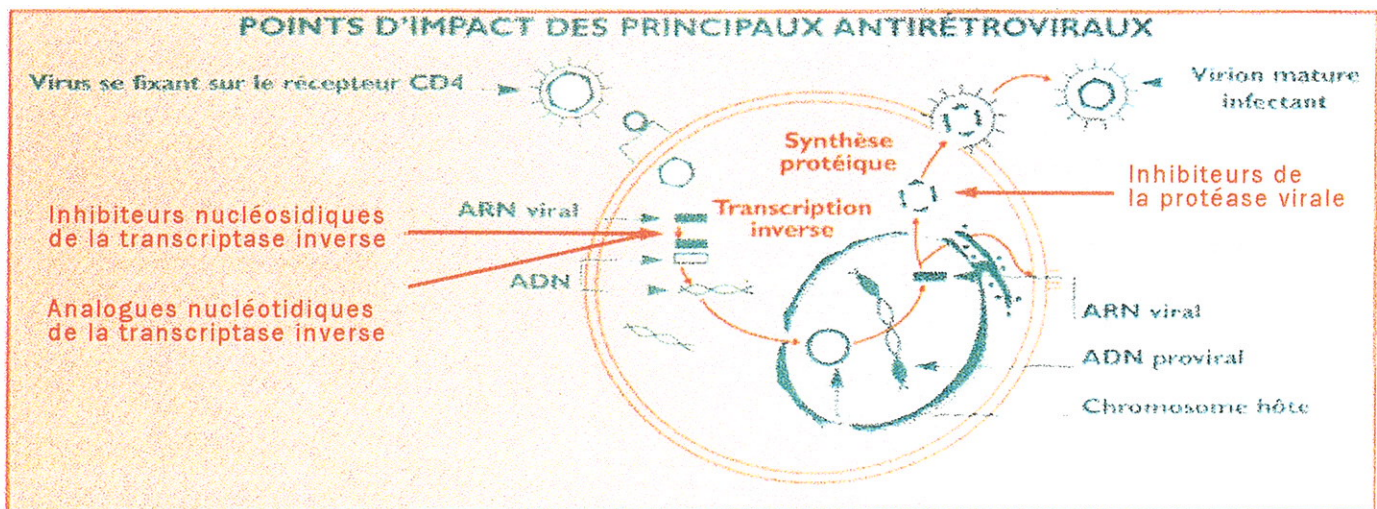 POINTS D'IMPACT DES PRINCIPAUX ANTIRÉTROVIRAUX
Virus se fixant sur le récepteur CD4
Virion mature
infectant
Synthèse
protéique
Inhibiteurs de
la protéase virale
Inhibiteurs nucléosidiques
de la transcriptase inverse
ARN viral
Transcription
inverse
ADN
Analogues nucléotidiques
de la transcriptase inverse
ARN viral
ADN proviral
Chromosome hôte